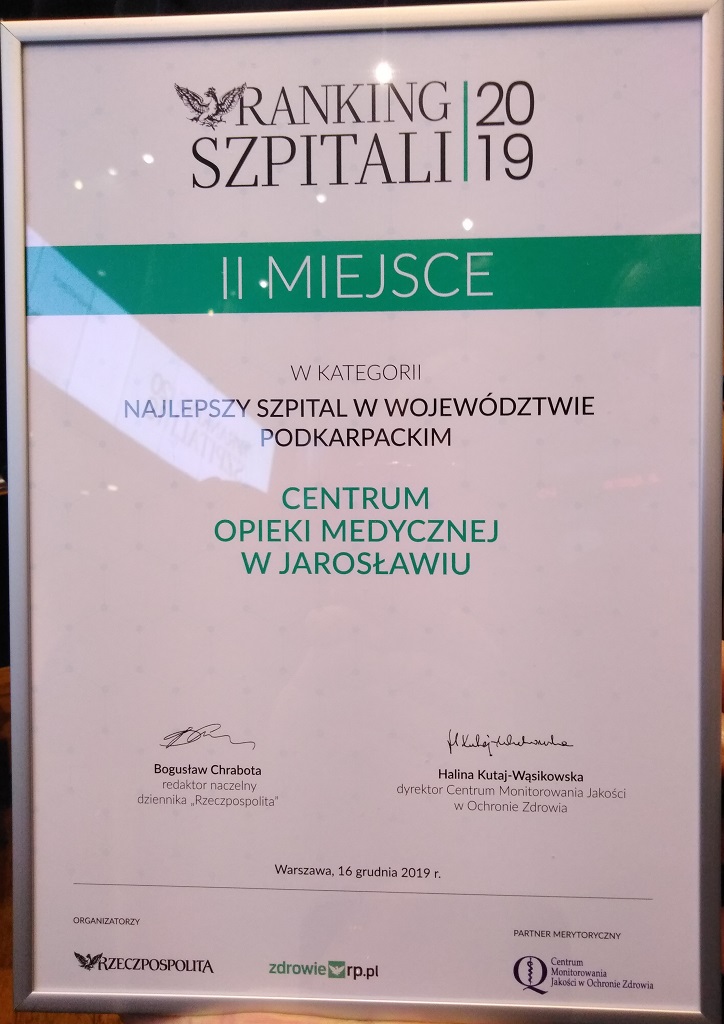 RANKING
SZPITALI
20
19
II MIEJSCE
W KATEGORII
NAJLEPSZY SZPITAL W WOJEWÓDZTWIE
PODKARPACKIM
CENTRUM
OPIEKI MEDYCZNEJ
W JAROSŁAWIU
Bogusław Chrabota
redaktor naczelny
dziennika „Rzeczpospolita”
Halina Kutaj-Wąsikowska
dyrektor Centrum Monitorowania Jakości
w Ochronie Zdrowia
Warszawa, 16 grudnia 2019 r.
ORGANIZATORZY
RZECZPOSPOLITA
zdrowie rp.pl
PARTNER MERYTORYCZNY
Centrum
Monitorowania
Jakości w Ochronie Zdrowia